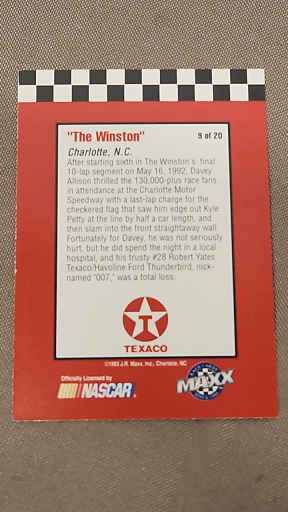 "The Winston"
9 of 20
Charlotte, N.C.
After starting sixth in The Winston's final
10-lap segment on May 16, 1992, Davey
Allison thrilled the 130,000-plus race fans
in attendance at the Charlotte Motor
Speedway with a last-lap charge for the
checkered flag that saw him edge out Kyle
Petty at the line by half a car length, and
then slam into the front straightaway wall
Fortunately for Davey, he was not seriously
hurt, but he did spend the night in a local
hospital, and his trusty #28 Robert Yates
Texaco/Havoline Ford Thunderbird, nick-
named "007," was a total loss.
T
TEXACO
©1993 J.R. Maxx, Inc., Charlotte, NC
Officially Licensed by
NASCAR
MAXX